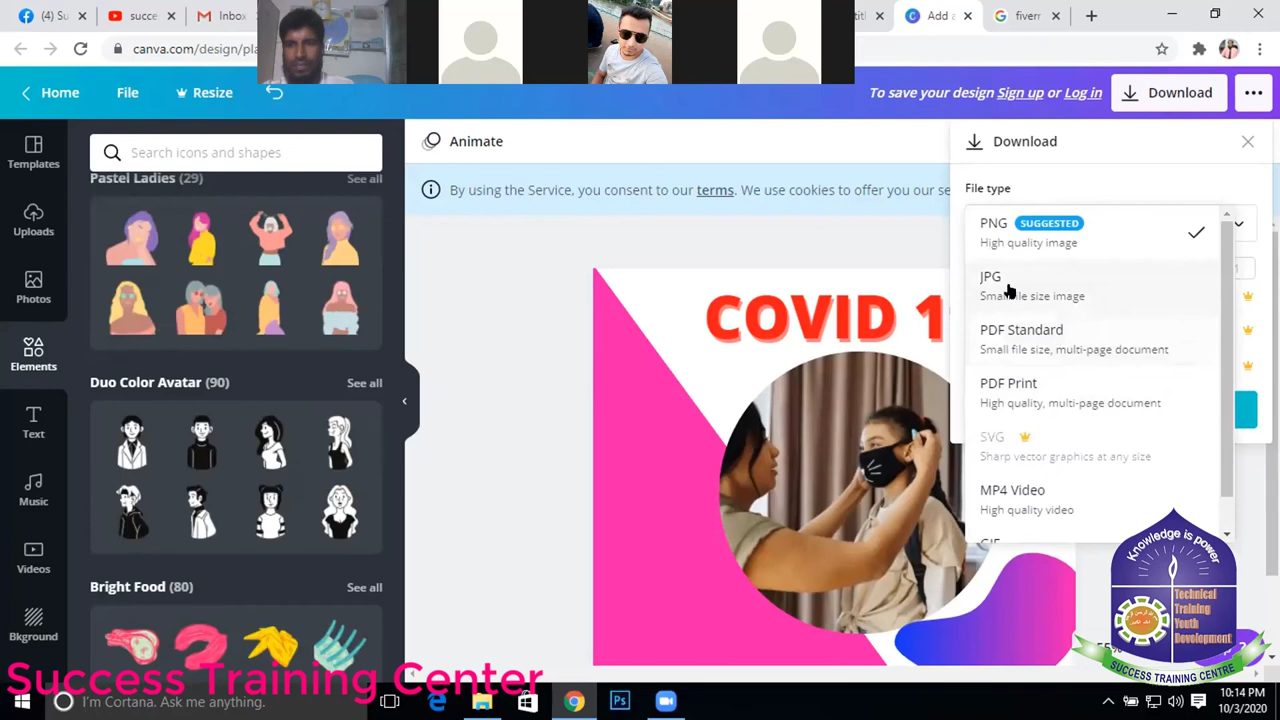 (4) Su
succe
M Inbox
Add a
G fiverr
canva.com/design/pla
Home
File
Resize
To save your design Sign up or Log in
Download
Templates
Search icons and shapes
Animate
Download
Pastel Ladies (29)
See all
By using the Service, you consent to our terms. We use cookies to offer you our se
File type
Uploads
PNG SUGGESTED
High quality image
Photos
JPG
Small file size image
COVID 1
PDF Standard
Small file size, multi-page document
Elements
Duo Color Avatar (90)
See all
PDF Print
High quality, multi-page document
Text
SVG
Sharp vector graphics at any size
Music
MP4 Video
High quality video
GIF
Videos
Bright Food (80)
See all
Bkground
Knowledge is power
Technical
Training
Youth
Development
SUCCESS TRAINING CENTRE
Success Training Center
I'm Cortana. Ask me anything.
Ps
10:14 PM
10/3/2020